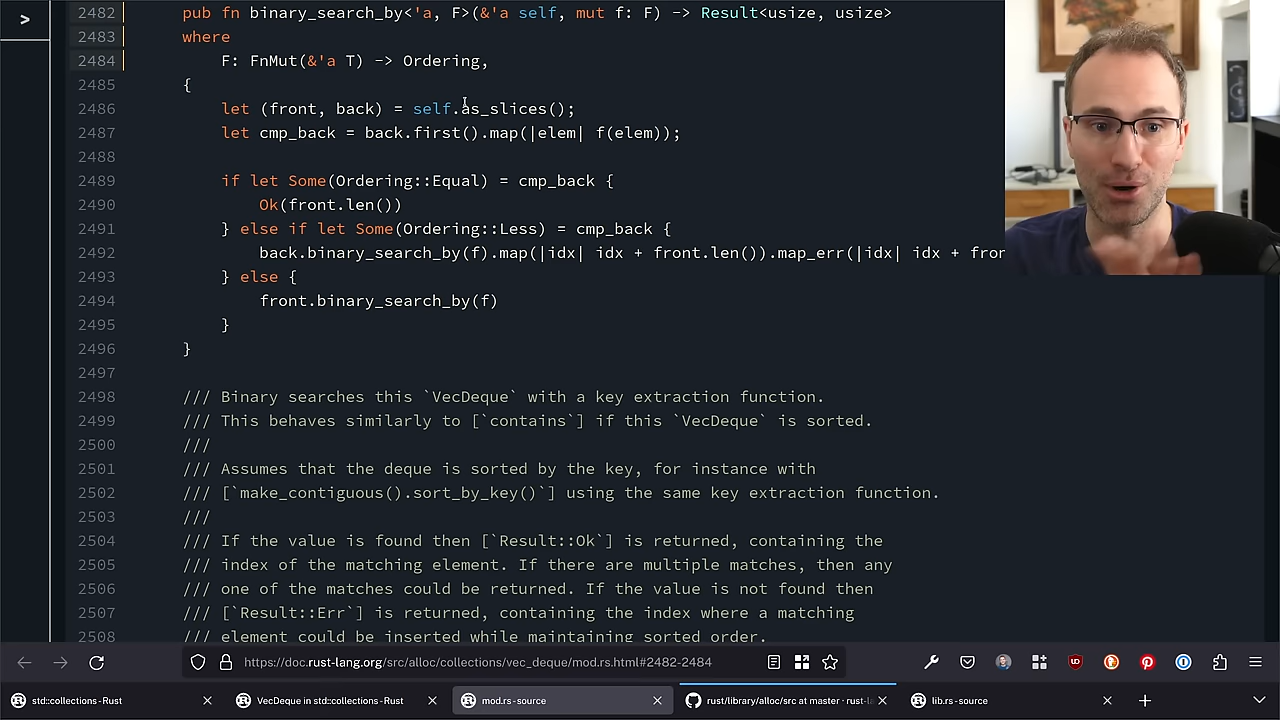 >
2482 pub fn binary_search_by<'a, F>(&'a self, mut f: F) -> Result<usize, usize>
2483 where
2484 F: FnMut(&'a T) -> Ordering,
2485 {
2486 let (front, back) = self.as_slices();
2487 let cmp_back = back.first().map(|elem| f(elem));
2488
2489 if let Some(Ordering::Equal) = cmp_back {
2490 Ok(front.len())
2491 } else if let Some(Ordering::Less) = cmp_back {
2492 back.binary_search_by(f).map(|idx| idx + front.len()).map_err(|idx| idx + fron
2493 } else {
2494 front.binary_search_by(f)
2495 }
2496 }
2497
2498 /// Binary searches this `VecDeque` with a key extraction function.
2499 /// This behaves similarly to [`contains`] if this `VecDeque` is sorted.
2500 ///
2501 /// Assumes that the deque is sorted by the key, for instance with
2502 /// [`make_contiguous().sort_by_key()`] using the same key extraction function.
2503 ///
2504 /// If the value is found then [`Result::Ok`] is returned, containing the
2505 /// index of the matching element. If there are multiple matches, then any
2506 /// one of the matches could be returned. If the value is not found then
2507 /// [`Result::Err`] is returned, containing the index where a matching
2508 /// element could be inserted while maintaining sorted order.
https://doc.rust-lang.org/src/alloc/collections/vec_deque/mod.rs.html#2482-2484
std::collections - Rust
VecDeque in std::collections - Rust
mod.rs - source
rust/library/alloc/src at master · rust-la
lib.rs - source